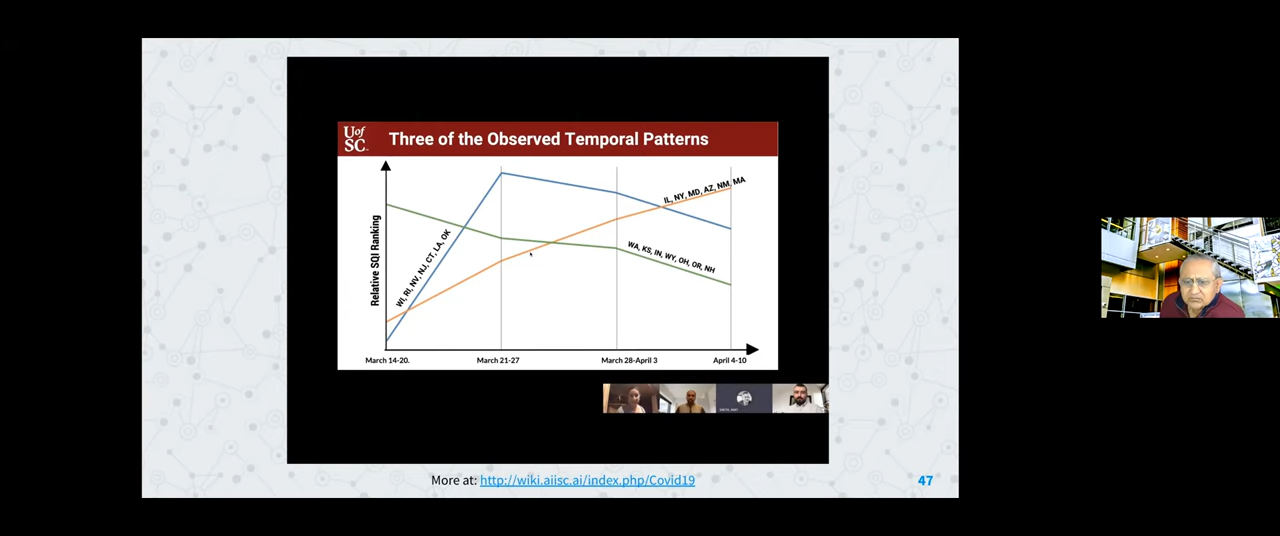 UofSC
Three of the Observed Temporal Patterns
Relative SQI Ranking
WI, RI, NV, NJ, CT, LA, OK
IL, NY, MD, AZ, NM, MA
WA, KS, IN, WY, OH, OR, NH
March 14-20.
March 21-27
March 28-April 3
April 4-10
More at: http://wiki.aiisc.ai/index.php/Covid19
47